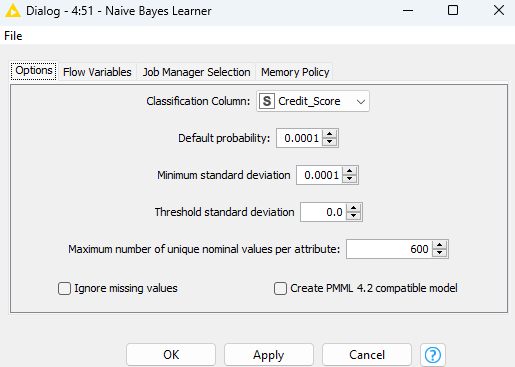 Dialog - 4:51 - Naive Bayes Learner
File
Options Flow Variables Job Manager Selection Memory Policy
Classification Column: S Credit_Score
Default probability: 0.0001
Minimum standard deviation 0.0001
Threshold standard deviation 0.0
Maximum number of unique nominal values per attribute: 600
Ignore missing values Create PMML 4.2 compatible model
OK Apply Cancel ?